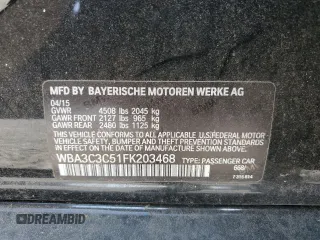 MFD BY BAYERISCHE MOTOREN WERKE AG
04/15
GVWR 4508 lbs 2045 kg
GAWR FRONT 2127 lbs 965 kg
GAWR REAR 2480 lbs 1125 kg
THIS VEHICLE CONFORMS TO ALL APPLICABLE U.S. FEDERAL
MOTOR VEHICLE SAFETY, BUMPER, AND THEFT PREVENTION
STANDARDS IN EFFECT ON THE DATE OF MANUFACTURE SHOWN ABOVE.
WBA3C3C51FK203468 TYPE: PASSENGER CAR
668/
AUTOBIDMASTER